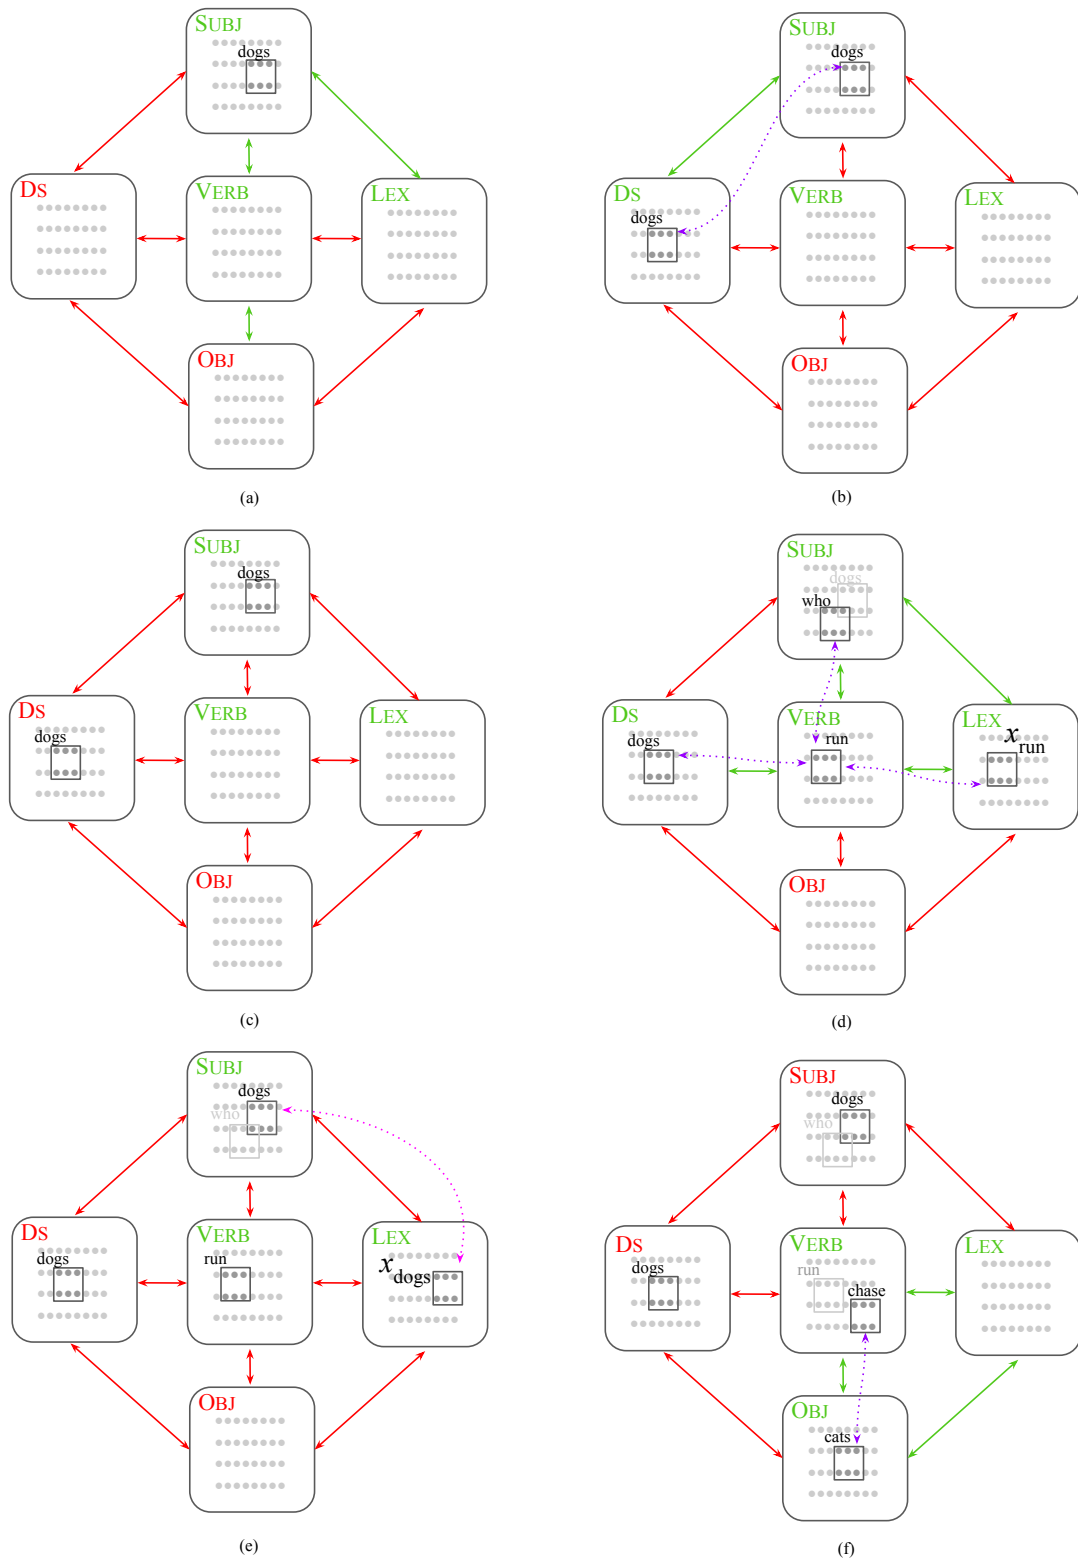 SUBJ
dogs
DS
VERB
LEX
OBJ
(a)
SUBJ
dogs
DS
dogs
VERB
LEX
OBJ
(b)
SUBJ
dogs
DS
dogs
VERB
LEX
OBJ
(c)
SUBJ
dogs
who
DS
dogs
VERB
run
LEX
x run
OBJ
(d)
SUBJ
dogs
who
DS
dogs
VERB
run
LEX
x dogs
OBJ
(e)
SUBJ
dogs
who
DS
dogs
VERB
run
chase
LEX
OBJ
cats
(f)